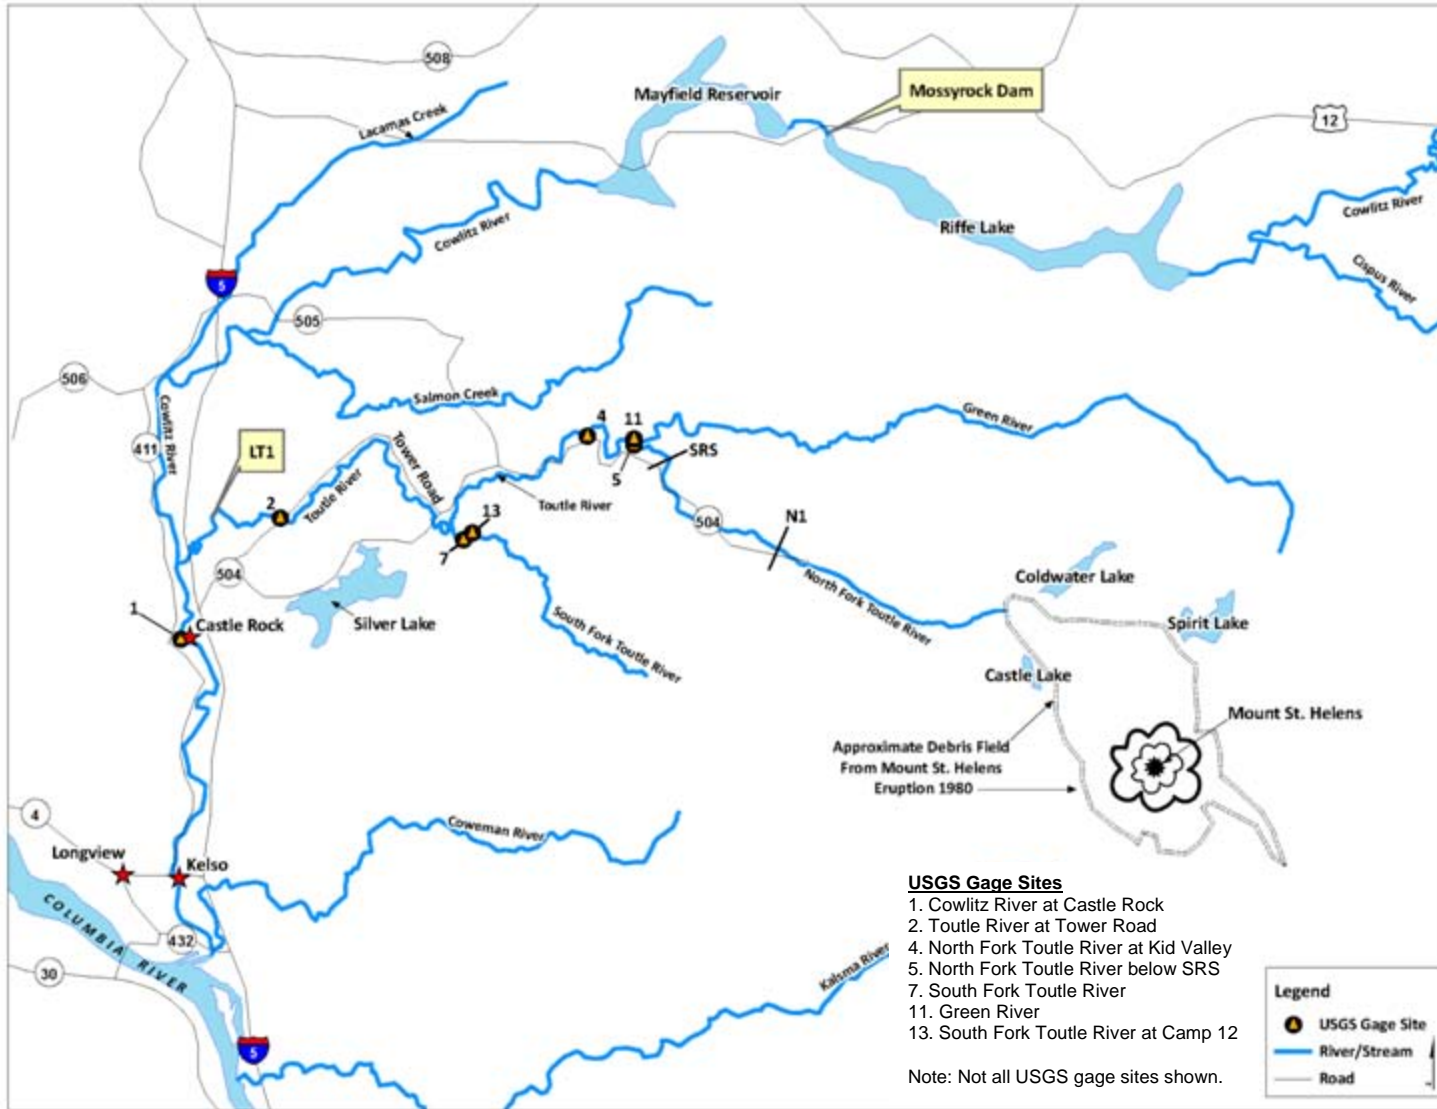 508
Lacamas Creek
Mayfield Reservoir
Mossyrock Dam
12
Cowlitz River
Riffe Lake
Cowlitz River
Cispus River
5
505
506
Salmon Creek
Cowlitz River
411
LT1
Tower Road
4
11
Green River
SRS
5
2
Toutle River
Toutle River
13
7
504
N1
504
Coldwater Lake
North Fork Toutle River
Spirit Lake
1
Castle Rock
Silver Lake
South Fork Toutle River
Castle Lake
Mount St. Helens
Approximate Debris Field
From Mount St. Helens
Eruption 1980
4
Coweman River
Longview
Kelso
COLUMBIA RIVER
432
30
Kalsma River
5
USGS Gage Sites
1. Cowlitz River at Castle Rock
2. Toutle River at Tower Road
4. North Fork Toutle River at Kid Valley
5. North Fork Toutle River below SRS
7. South Fork Toutle River
11. Green River
13. South Fork Toutle River at Camp 12
Note: Not all USGS gage sites shown.
Legend
USGS Gage Site
River/Stream
Road